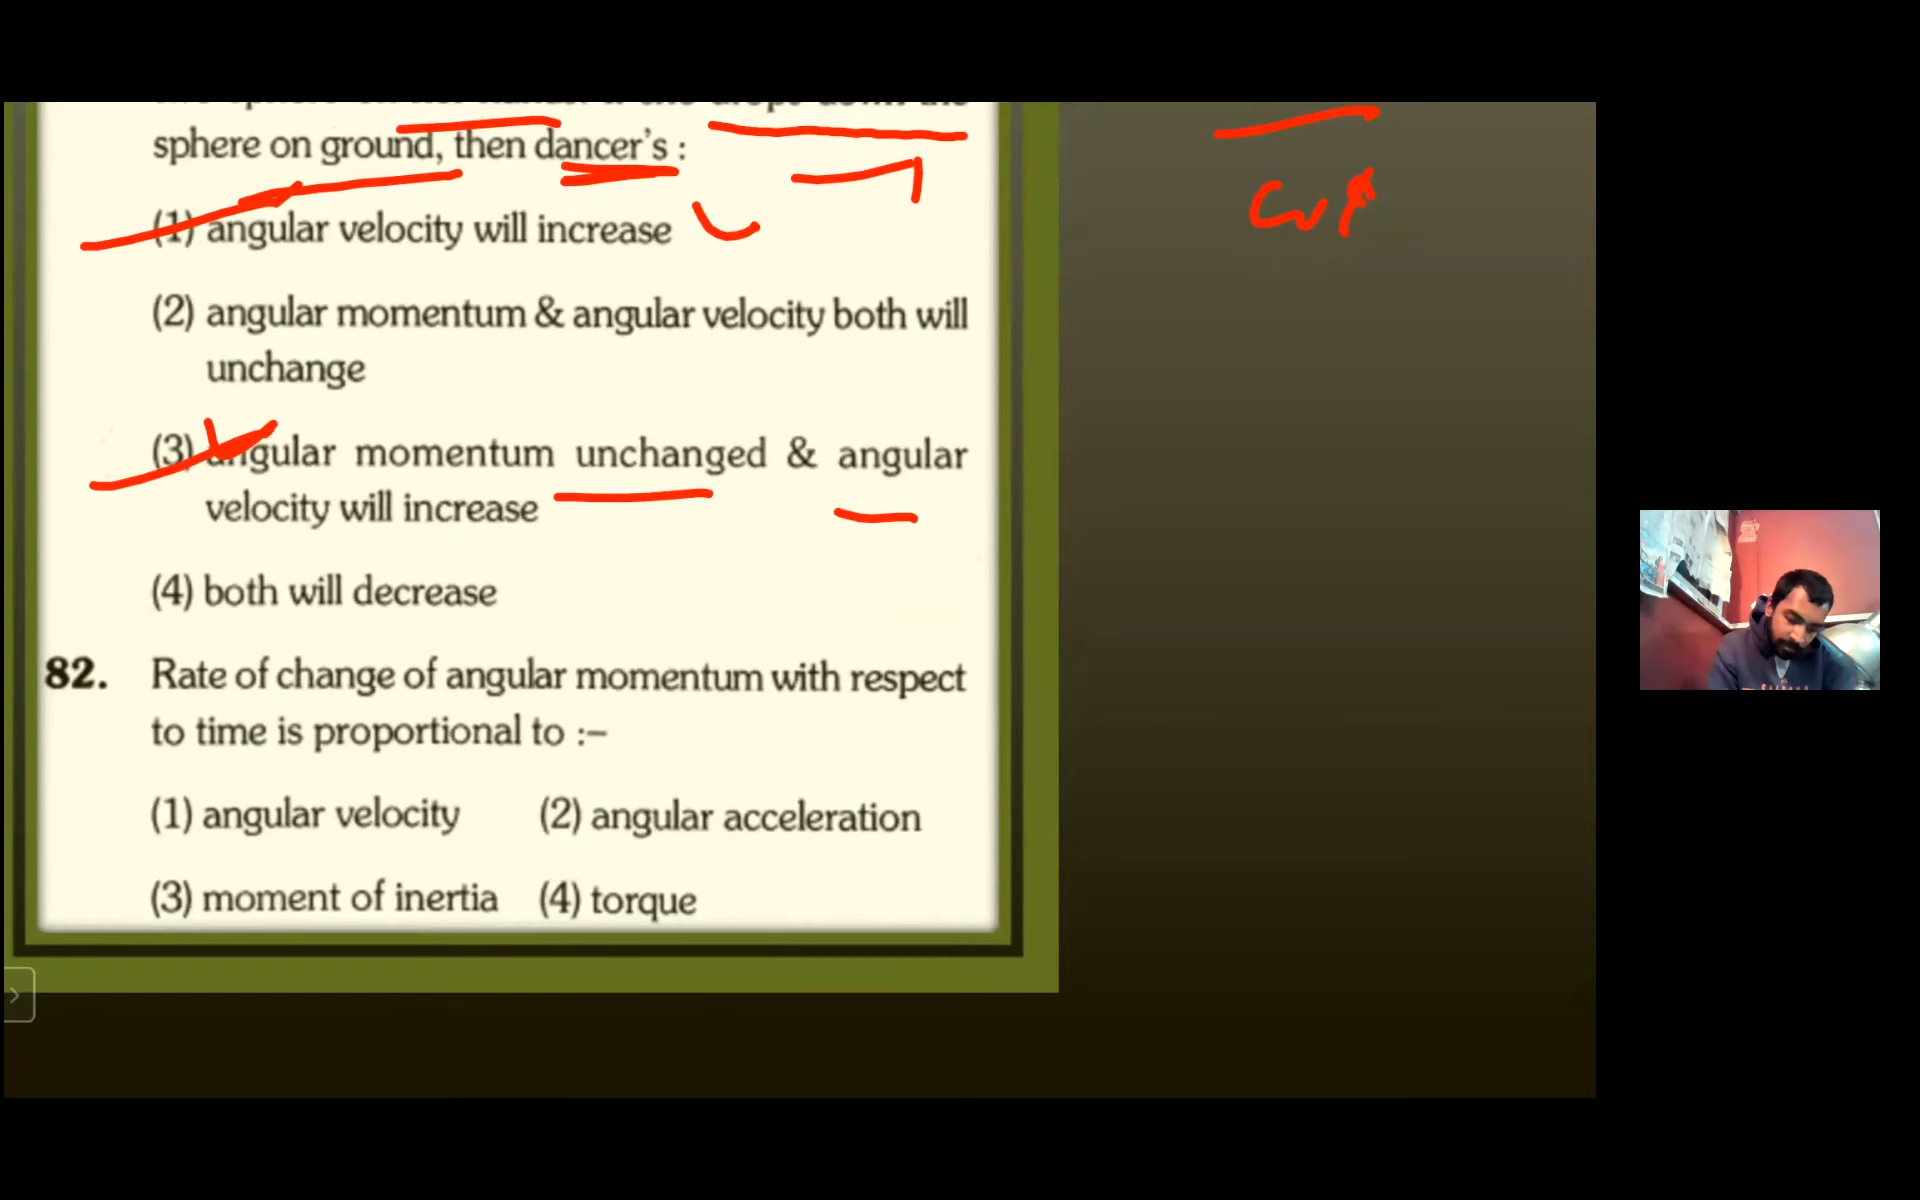 sphere on ground, then dancer's :
(1) angular velocity will increase
(2) angular momentum & angular velocity both will
unchange
(3) angular momentum unchanged & angular
velocity will increase
(4) both will decrease
82. Rate of change of angular momentum with respect
to time is proportional to :–
(1) angular velocity (2) angular acceleration
(3) moment of inertia (4) torque